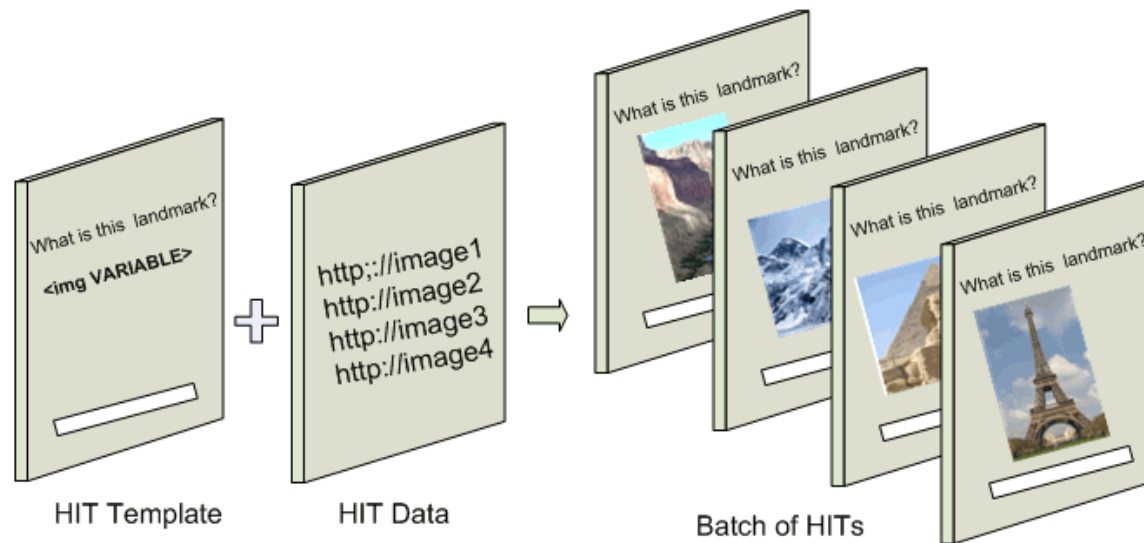 What is this landmark?
<img VARIABLE>
HIT Template
http;://image1
http://image2
http://image3
http://image4
HIT Data
What is this landmark?
What is this landmark?
What is this landmark?
What is this landmark?
Batch of HITs